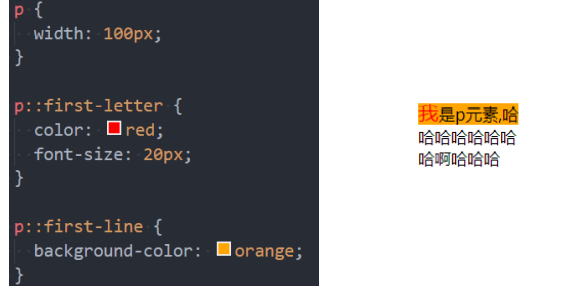 p {
  width: 100px;
}
p::first-letter {
  color: red;
  font-size: 20px;
}
p::first-line {
  background-color: orange;
}
我是p元素,哈
哈哈哈哈哈哈
哈啊哈哈哈